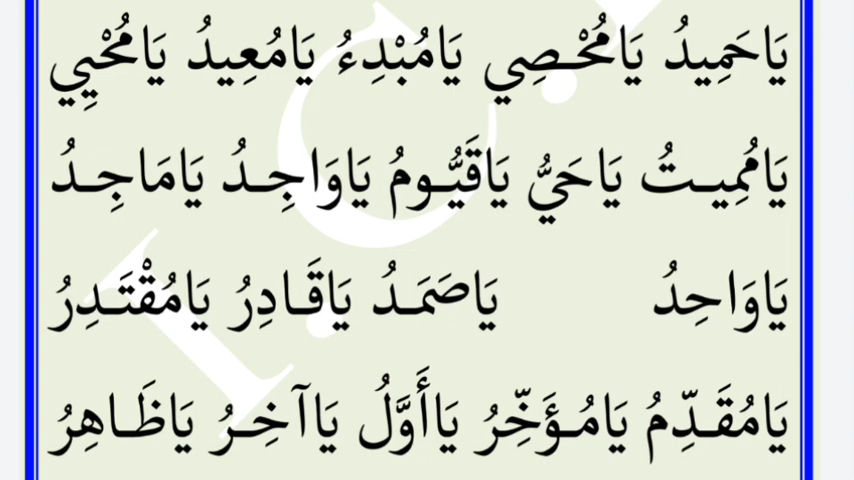 يَاحَمِيدُ يَامُحْصِي يَامُبْدِءُ يَامُعِيدُ يَامُحْيِي
يَامُمِيتُ يَاحَيُّ يَاقَيُّومُ يَاوَاجِدُ يَامَاجِدُ
يَاوَاحِدُ يَاصَمَدُ يَاقَادِرُ يَامُقْتَدِرُ
يَامُقَدِّمُ يَامُؤَخِّرُ يَاأَوَّلُ يَاآخِرُ يَاظَاهِرُ